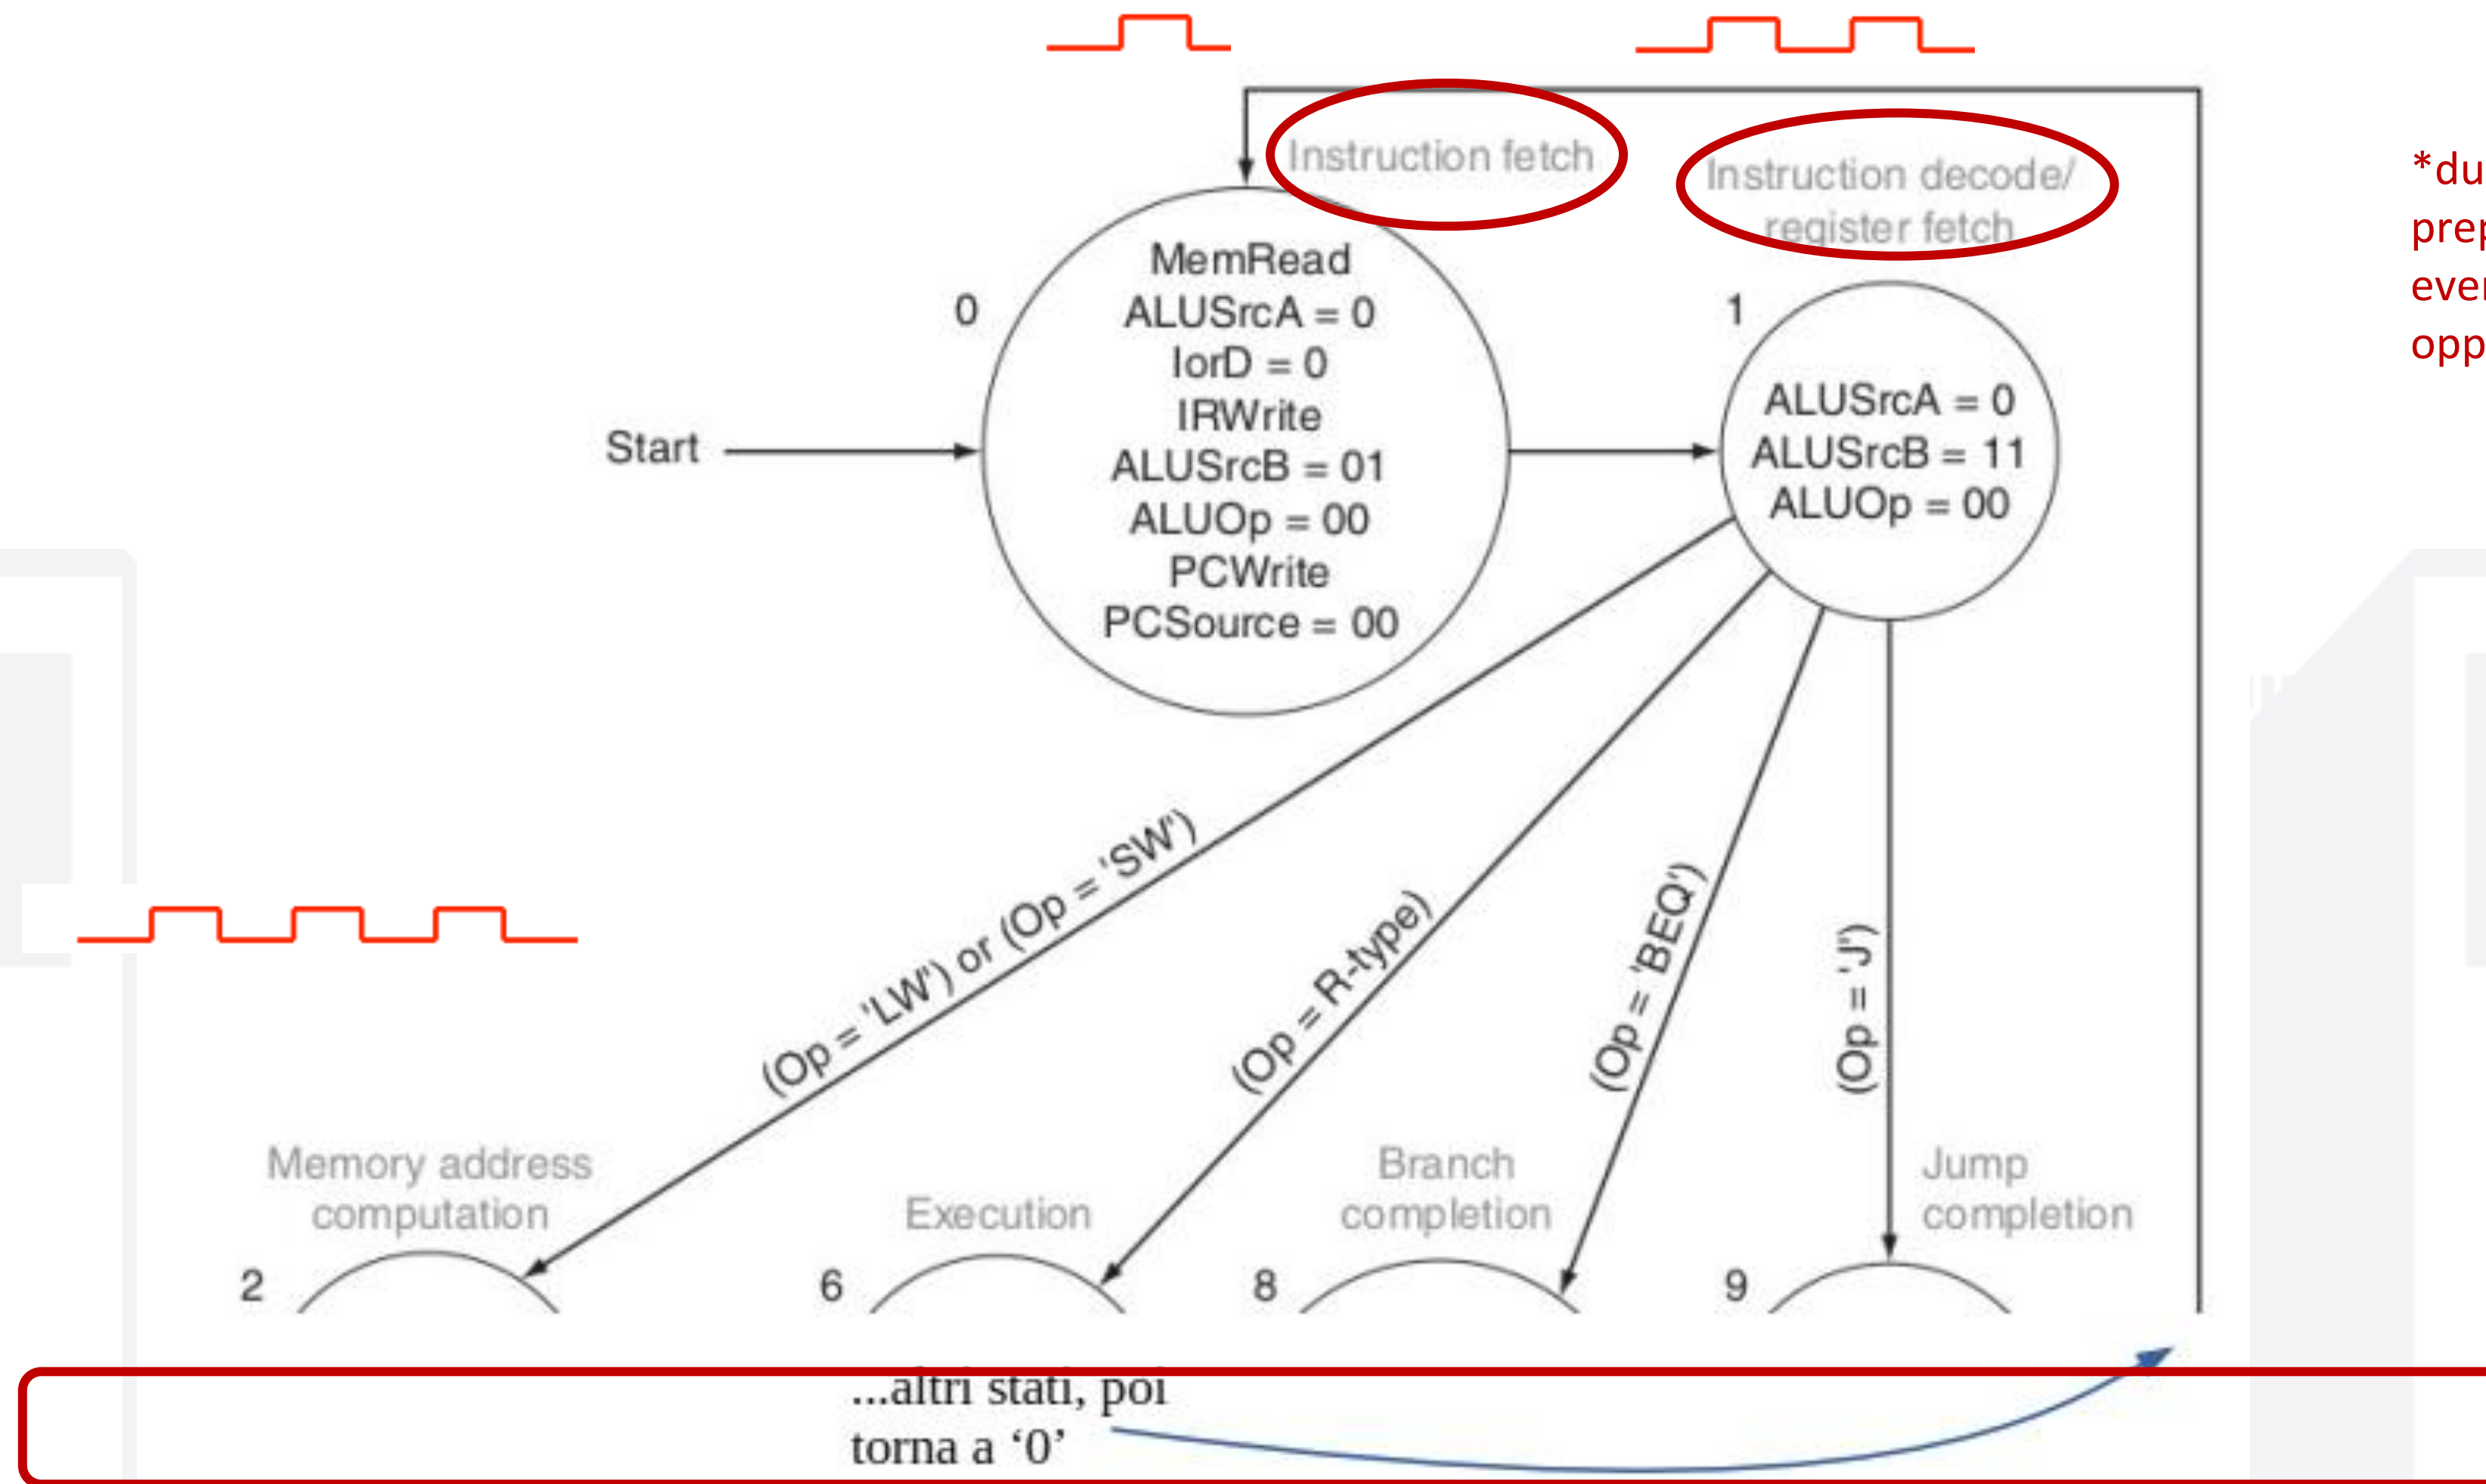 Instruction fetch
Instruction decode/
register fetch
*du
prep
ever
opp
0
MemRead
ALUSrcA = 0
IorD = 0
IRWrite
ALUSrcB = 01
ALUOp = 00
PCWrite
PCSource = 00
Start
1
ALUSrcA = 0
ALUSrcB = 11
ALUOp = 00
(Op = 'LW') or (Op = 'SW')
(Op = R-type)
(Op = 'BEQ')
(Op = 'J')
Memory address
computation
Execution
Branch
completion
Jump
completion
2
6
8
9
...altri stati, poi
torna a ‘0’